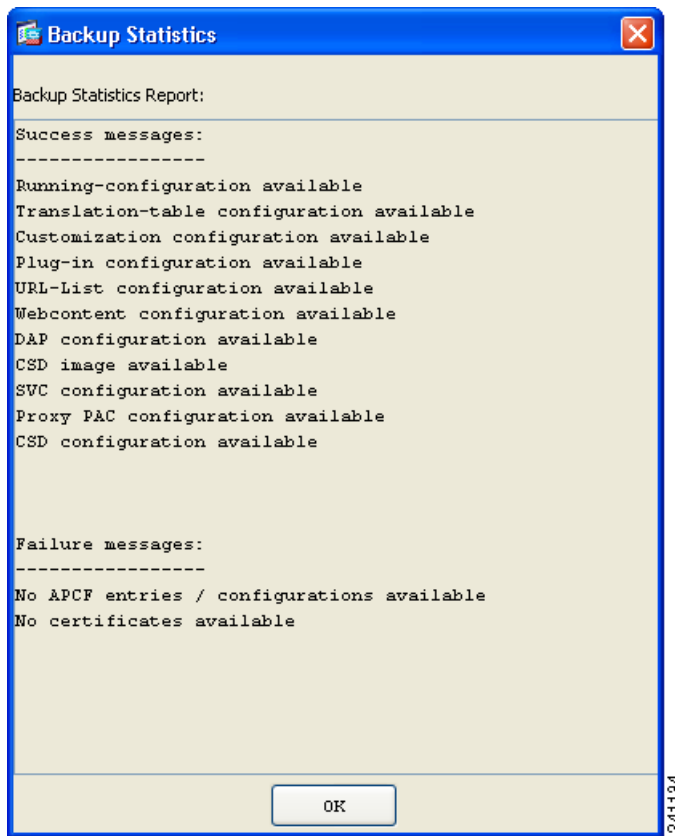 Backup Statistics
Backup Statistics Report:
Success messages:
-----------------
Running-configuration available
Translation-table configuration available
Customization configuration available
Plug-in configuration available
URL-List configuration available
Webcontent configuration available
DAP configuration available
CSD image available
SVC configuration available
Proxy PAC configuration available
CSD configuration available
Failure messages:
-----------------
No APCF entries / configurations available
No certificates available
OK